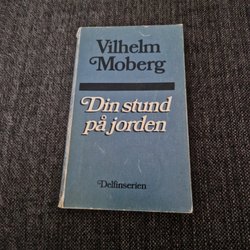 Vilhelm
Moberg
Din stund
på jorden
Delfinserien